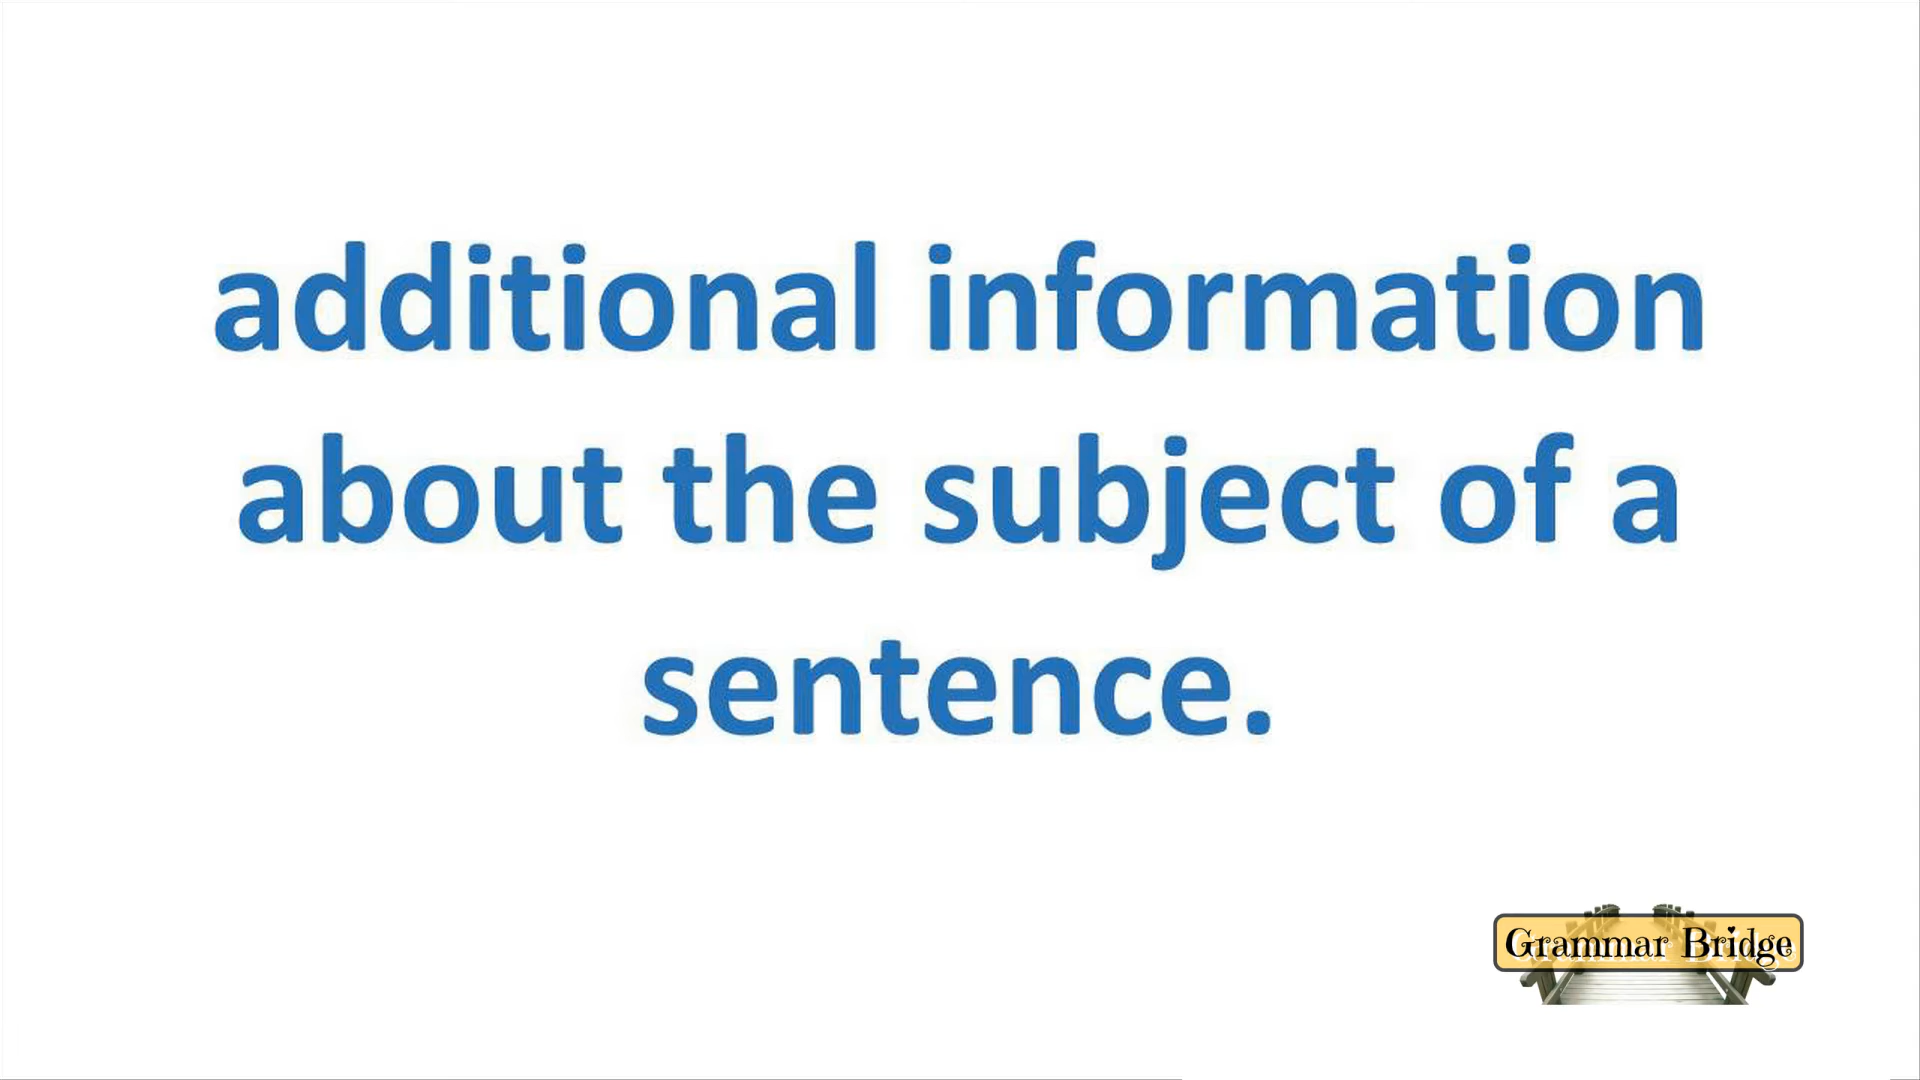 additional information
about the subject of a
sentence.
Grammar Bridge